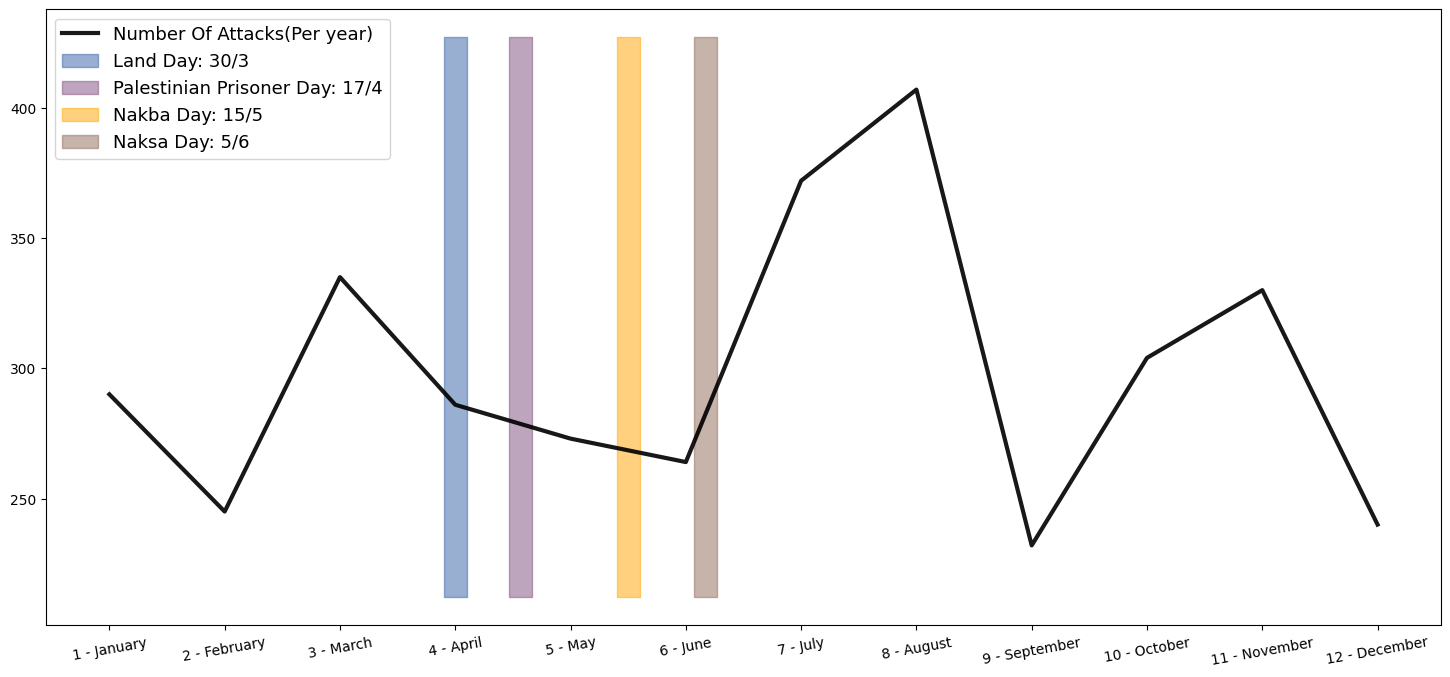 Number Of Attacks(Per year)
Land Day: 30/3
Palestinian Prisoner Day: 17/4
Nakba Day: 15/5
Naksa Day: 5/6
400
350
300
250
1 - January
2 - February
3 - March
4 - April
5 - May
6 - June
7 - July
8 - August
9 - September
10 - October
11 - November
12 - December